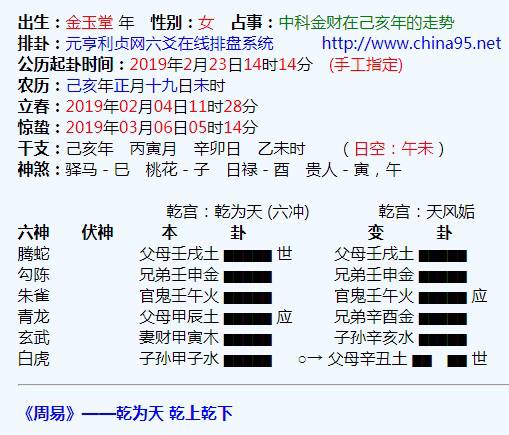 出生：金玉堂 年　性别：女　占事：中科金财在己亥年的走势
排卦：元亨利贞网六爻在线排盘系统　http://www.china95.net
公历起卦时间：2019年2月23日14时14分　(手工指定)
农历：己亥年正月十九日未时
立春：2019年02月04日11时28分
惊蛰：2019年03月06日05时14分
干支：己亥年　丙寅月　辛卯日　乙未时　（日空：午未）
神煞：驿马－巳　桃花－子　日禄－酉　贵人－寅，午
乾宫：乾为天 (六冲)　乾宫：天风姤
六神　伏神　本　卦　变　卦
腾蛇　父母壬戌土 世　父母壬戌土
勾陈　兄弟壬申金　兄弟壬申金
朱雀　官鬼壬午火　官鬼壬午火 应
青龙　父母甲辰土 应　兄弟辛酉金
玄武　妻财甲寅木　子孙辛亥水
白虎　子孙甲子水　○→ 父母辛丑土 世
《周易》——乾为天 乾上乾下